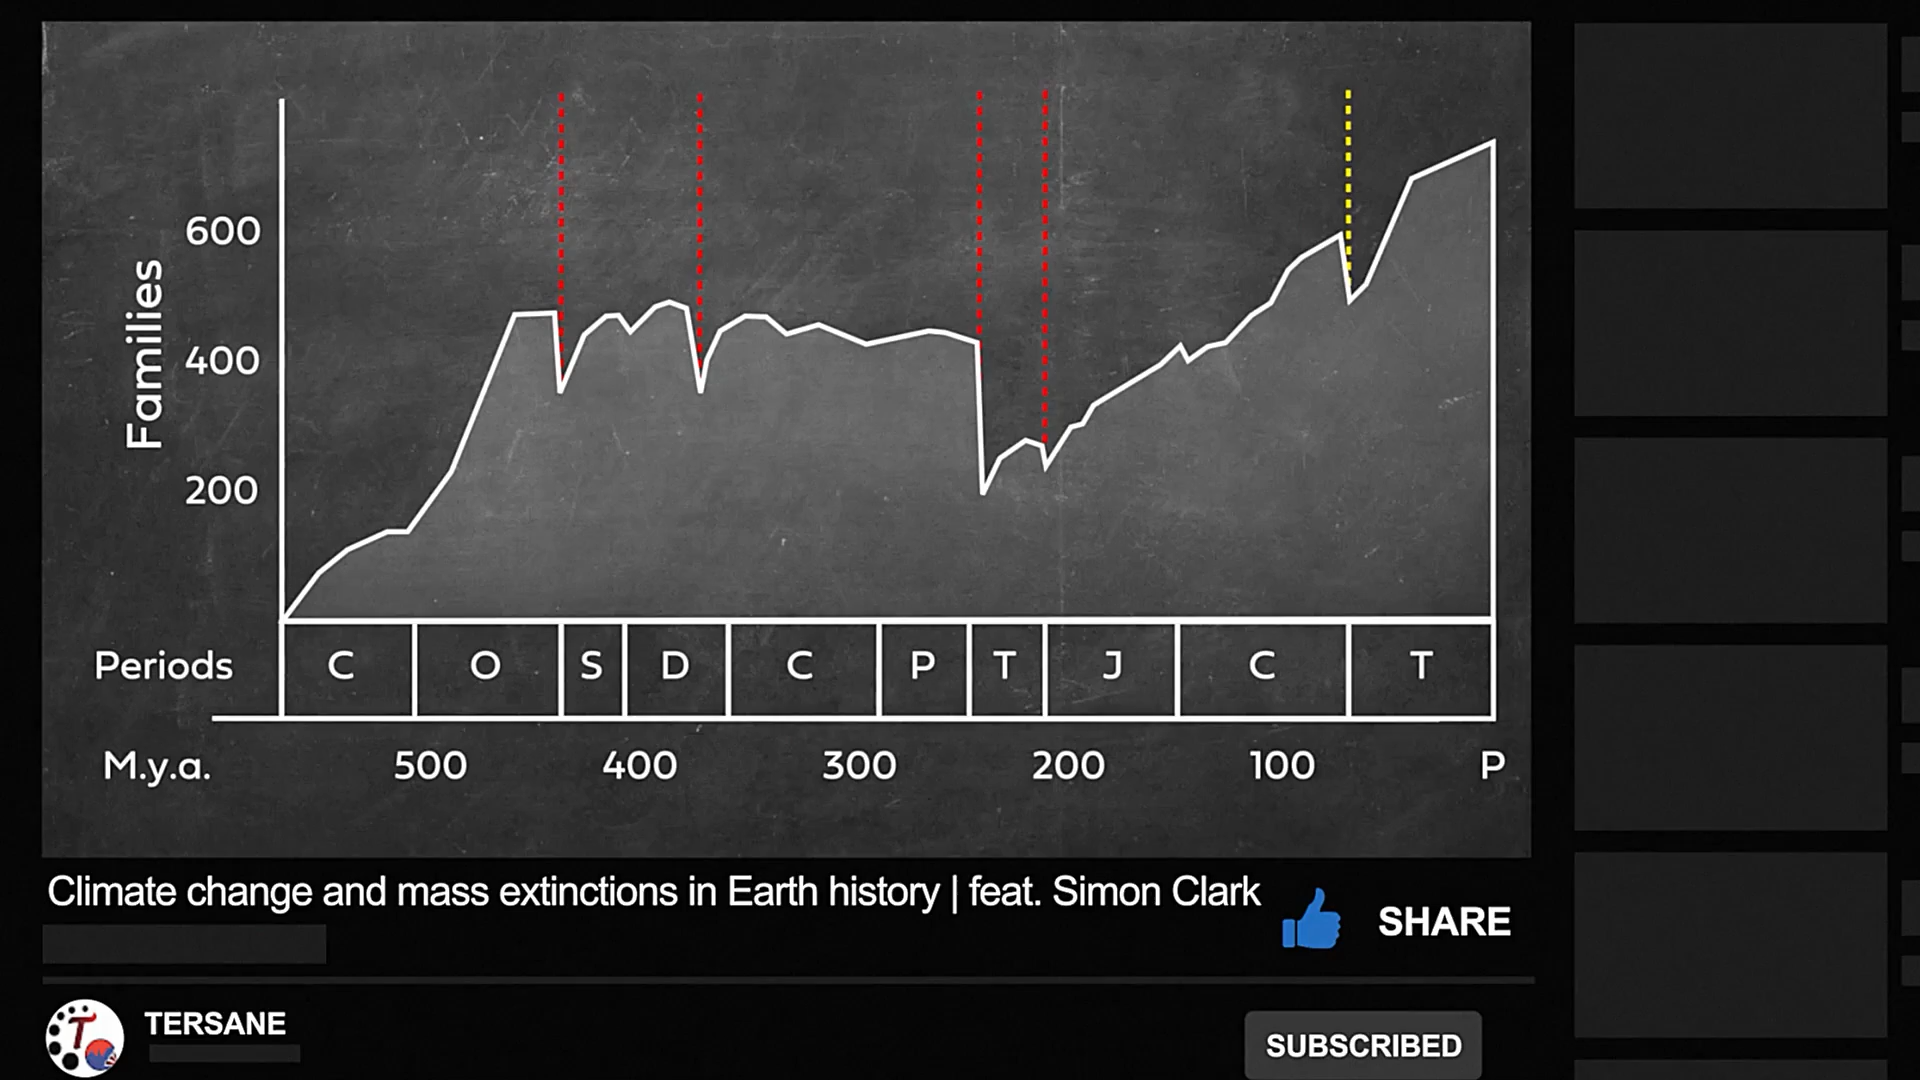 600
Families
400
200
Periods C O S D C P T J C T
M.y.a. 500 400 300 200 100 P
Climate change and mass extinctions in Earth history | feat. Simon Clark
SHARE
T
TERSANE
SUBSCRIBED